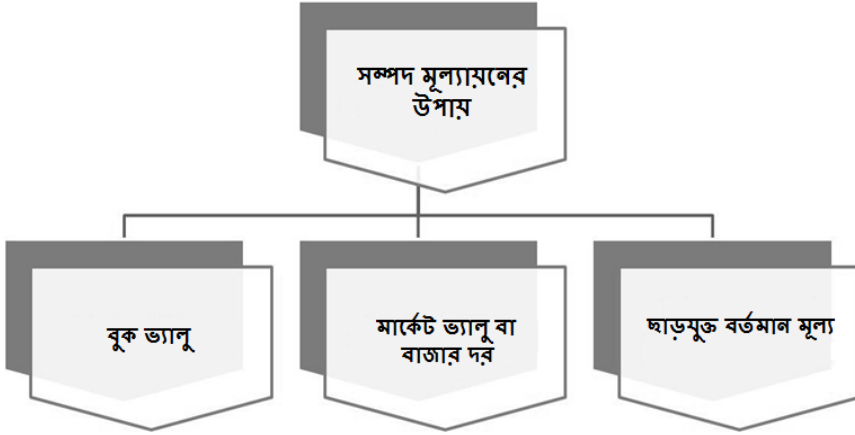 সম্পদ মূল্যায়নের
উপায়
বুক ভ্যালু
মার্কেট ভ্যালু বা
বাজার দর
ছাড়যুক্ত বর্তমান মূল্য